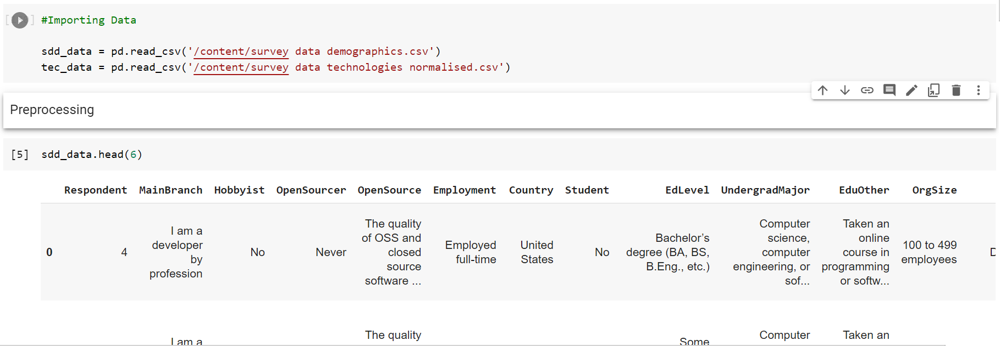 [ ] #Importing Data
sdd_data = pd.read_csv('/content/survey data demographics.csv')
tec_data = pd.read_csv('/content/survey data technologies normalised.csv')
Preprocessing
[5] sdd_data.head(6)
Respondent MainBranch Hobbyist OpenSourcer OpenSource Employment Country Student EdLevel UndergradMajor EduOther OrgSize
0
4
I am a
developer
by
profession
No
Never
The quality
of OSS and
closed
source
software ...
Employed
full-time
United
States
No
Bachelor’s
degree (BA, BS,
B.Eng., etc.)
Computer
science,
computer
engineering, or
sof...
Taken an
online
course in
programming
or softw...
100 to 499
employees
I am a
The quality
Some
Computer
Taken an